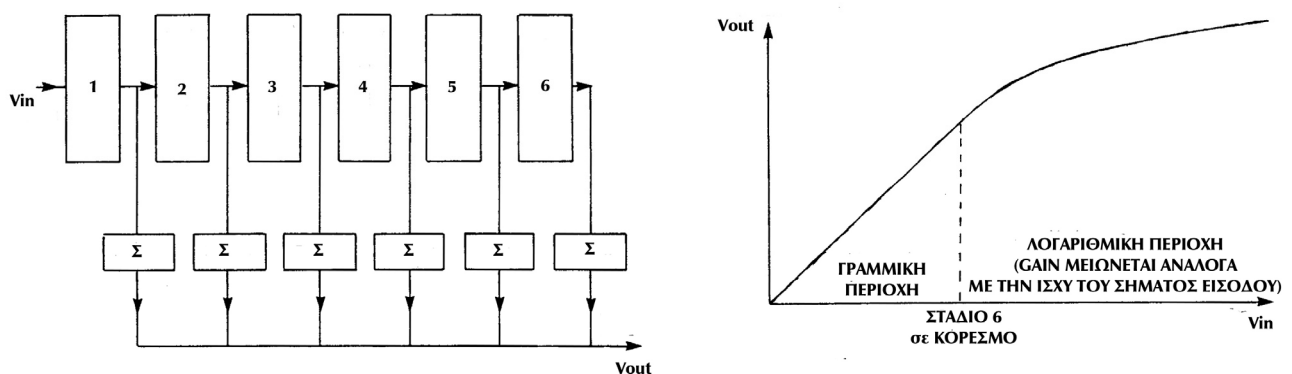 Vin
1
2
3
4
5
6
Σ
Σ
Σ
Σ
Σ
Σ
Vout
Vout
ΓΡΑΜΜΙΚΗ
ΠΕΡΙΟΧΗ
ΛΟΓΑΡΙΘΜΙΚΗ ΠΕΡΙΟΧΗ
(GAIN ΜΕΙΩΝΕΤΑΙ ΑΝΑΛΟΓΑ
ΜΕ ΤΗΝ ΙΣΧΥ ΤΟΥ ΣΗΜΑΤΟΣ ΕΙΣΟΔΟΥ)
ΣΤΑΔΙΟ 6
σε ΚΟΡΕΣΜΟ
Vin